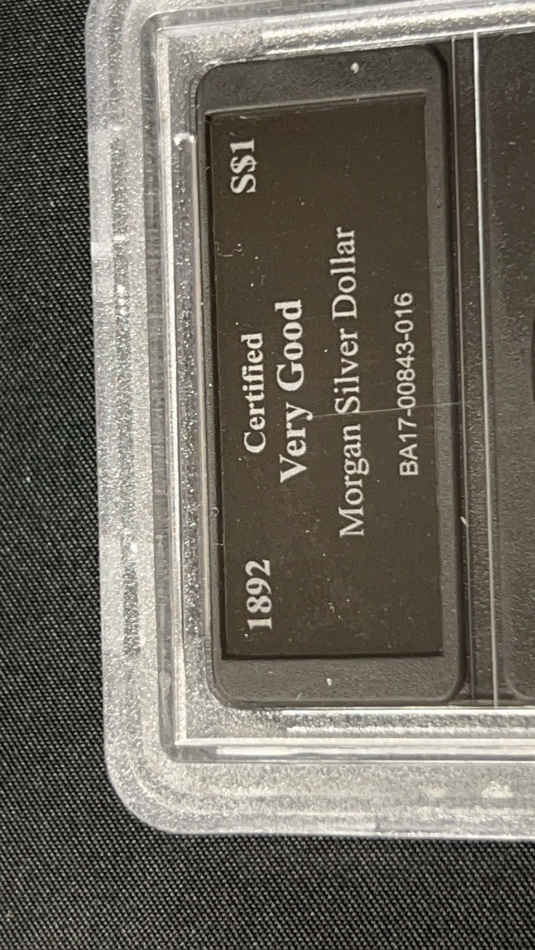 1892 S$1
Certified
Very Good
Morgan Silver Dollar
BA17-00843-016